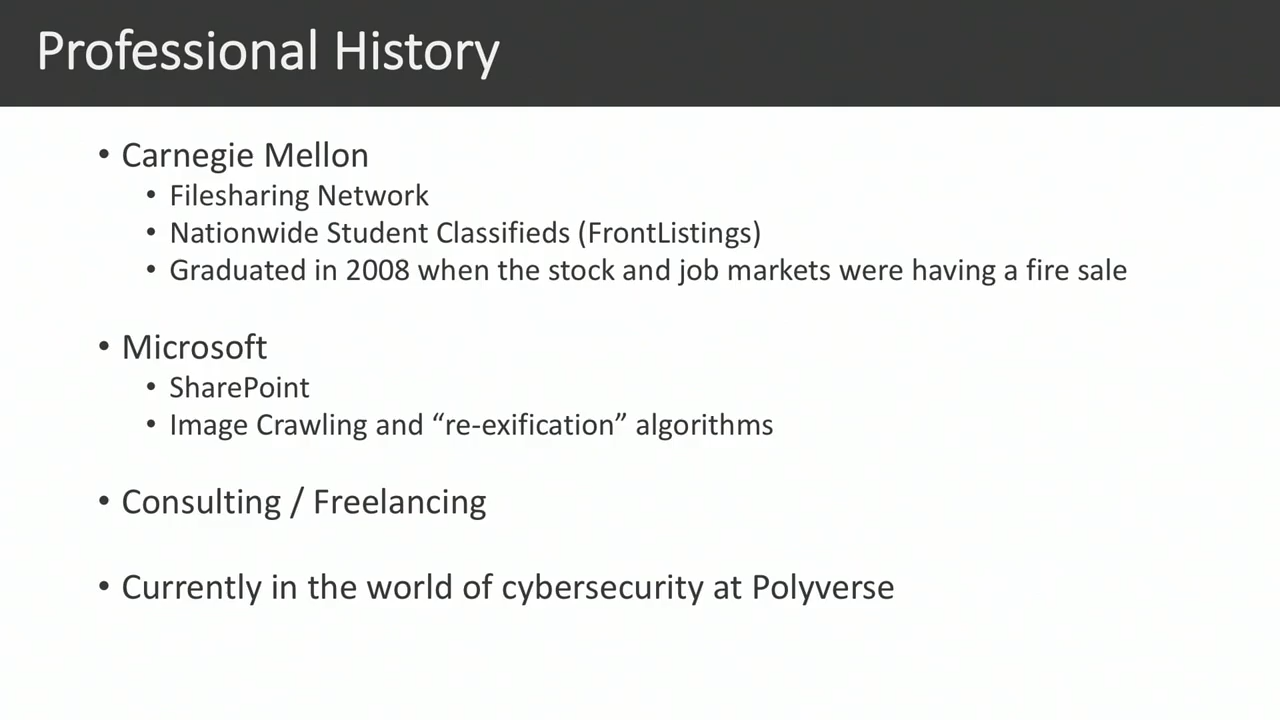 Professional History
• Carnegie Mellon
• Filesharing Network
• Nationwide Student Classifieds (FrontListings)
• Graduated in 2008 when the stock and job markets were having a fire sale
• Microsoft
• SharePoint
• Image Crawling and “re-exification” algorithms
• Consulting / Freelancing
• Currently in the world of cybersecurity at Polyverse